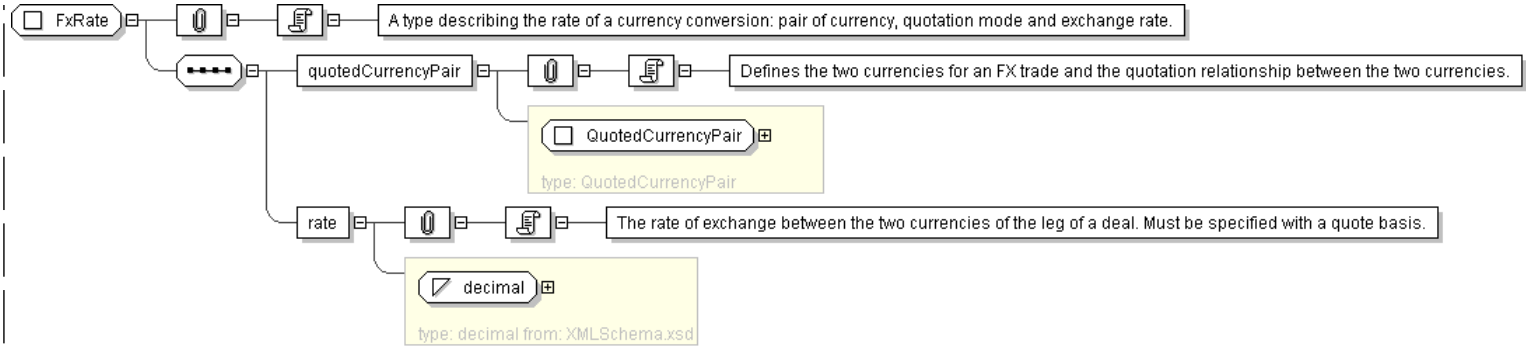 FxRate
A type describing the rate of a currency conversion: pair of currency, quotation mode and exchange rate.
quotedCurrencyPair
Defines the two currencies for an FX trade and the quotation relationship between the two currencies.
QuotedCurrencyPair
type: QuotedCurrencyPair
rate
The rate of exchange between the two currencies of the leg of a deal. Must be specified with a quote basis.
decimal
type: decimal from: XMLSchema.xsd